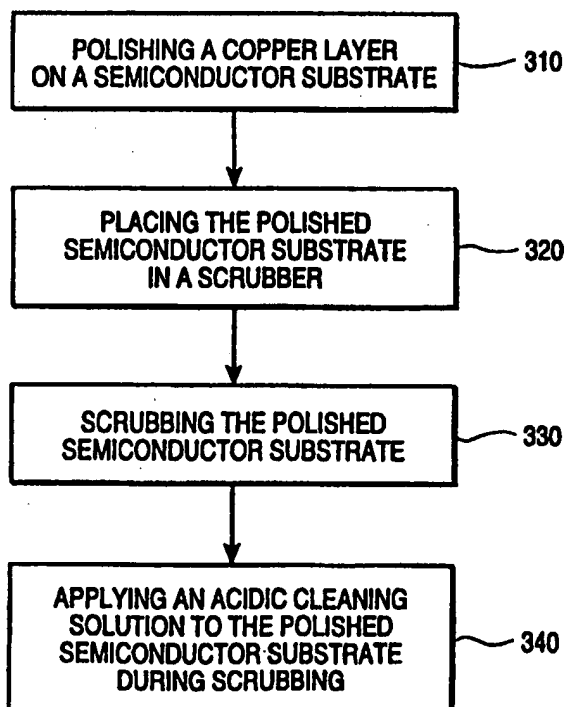 POLISHING A COPPER LAYER
ON A SEMICONDUCTOR SUBSTRATE
310
PLACING THE POLISHED
SEMICONDUCTOR SUBSTRATE
IN A SCRUBBER
320
SCRUBBING THE POLISHED
SEMICONDUCTOR SUBSTRATE
330
APPLYING AN ACIDIC CLEANING
SOLUTION TO THE POLISHED
SEMICONDUCTOR SUBSTRATE
DURING SCRUBBING
340